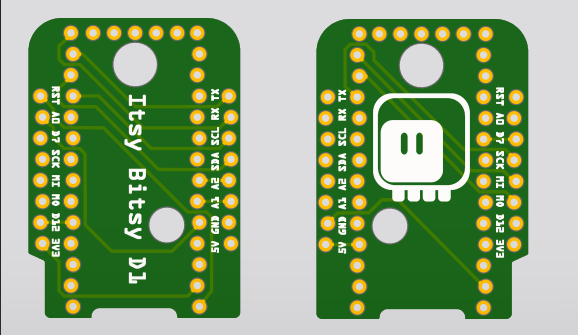 RST A0 D7 SCK MI MO D12 3V3
Itsy Bitsy D1
5V GND A1 A2 SDA SCL RX TX
5V GND A1 A2 SDA SCL RX TX
RST A0 D7 SCK MI MO D12 3V3